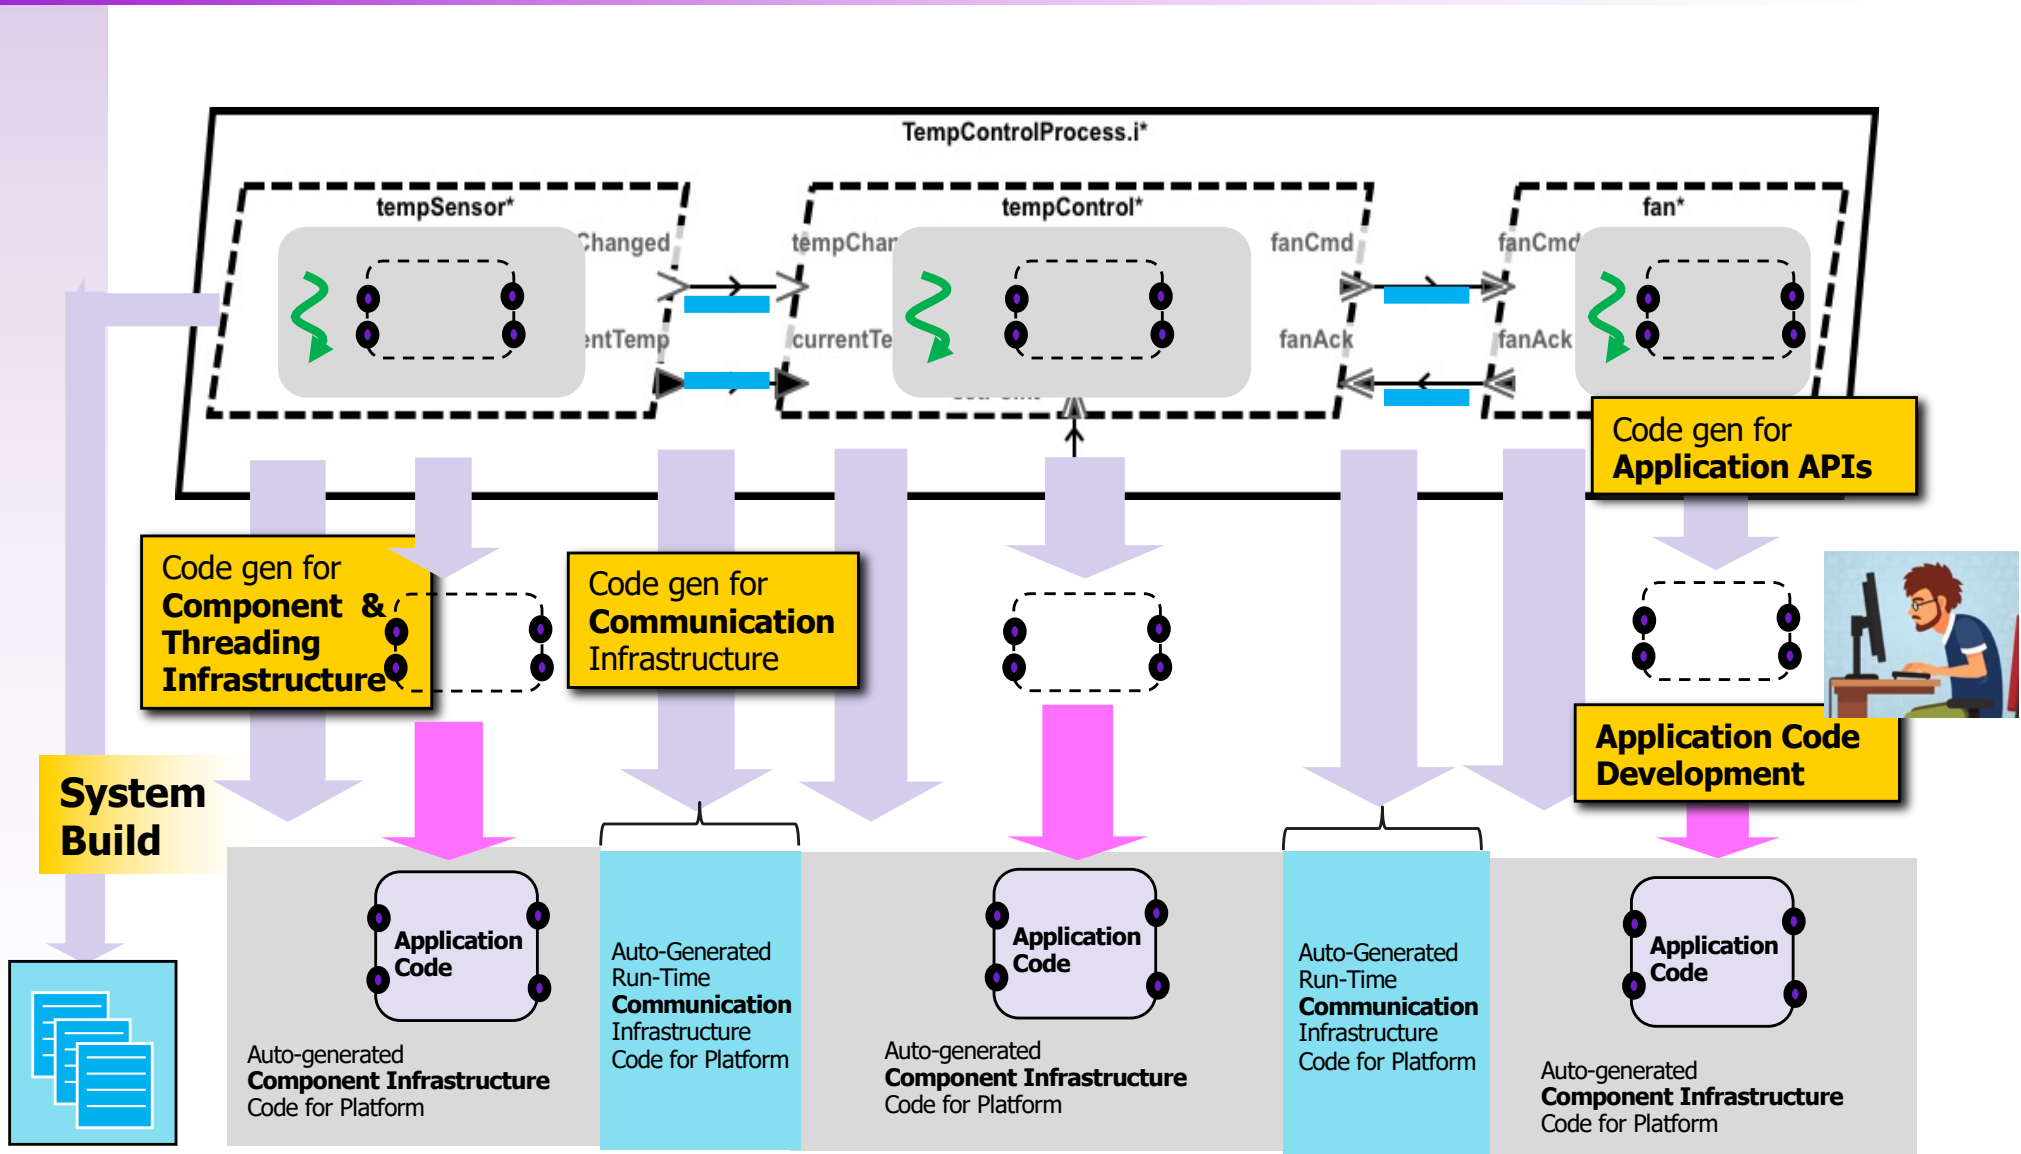 TempControlProcess.i*
tempSensor*
tempControl*
fan*
Changed
tempChar
fanCmd
fanCmd
entTemp
currentTe
fanAck
fanAck
Code gen for
Application APIs
Code gen for
Component &
Threading
Infrastructure
Code gen for
Communication
Infrastructure
Application Code
Development
System
Build
Application
Code
Auto-generated
Component Infrastructure
Code for Platform
Auto-Generated
Run-Time
Communication
Infrastructure
Code for Platform
Application
Code
Auto-generated
Component Infrastructure
Code for Platform
Auto-Generated
Run-Time
Communication
Infrastructure
Code for Platform
Application
Code
Auto-generated
Component Infrastructure
Code for Platform